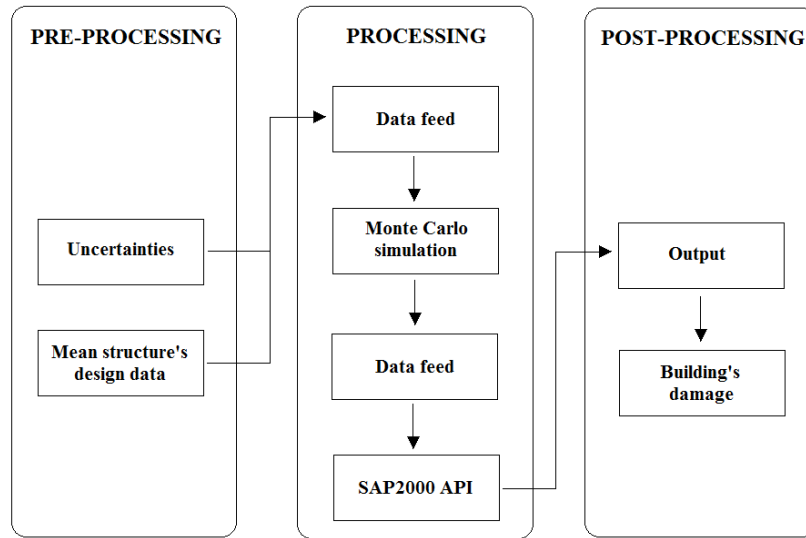 PRE-PROCESSING
Uncertainties
Mean structure's
design data
PROCESSING
Data feed
Monte Carlo
simulation
Data feed
SAP2000 API
POST-PROCESSING
Output
Building's
damage